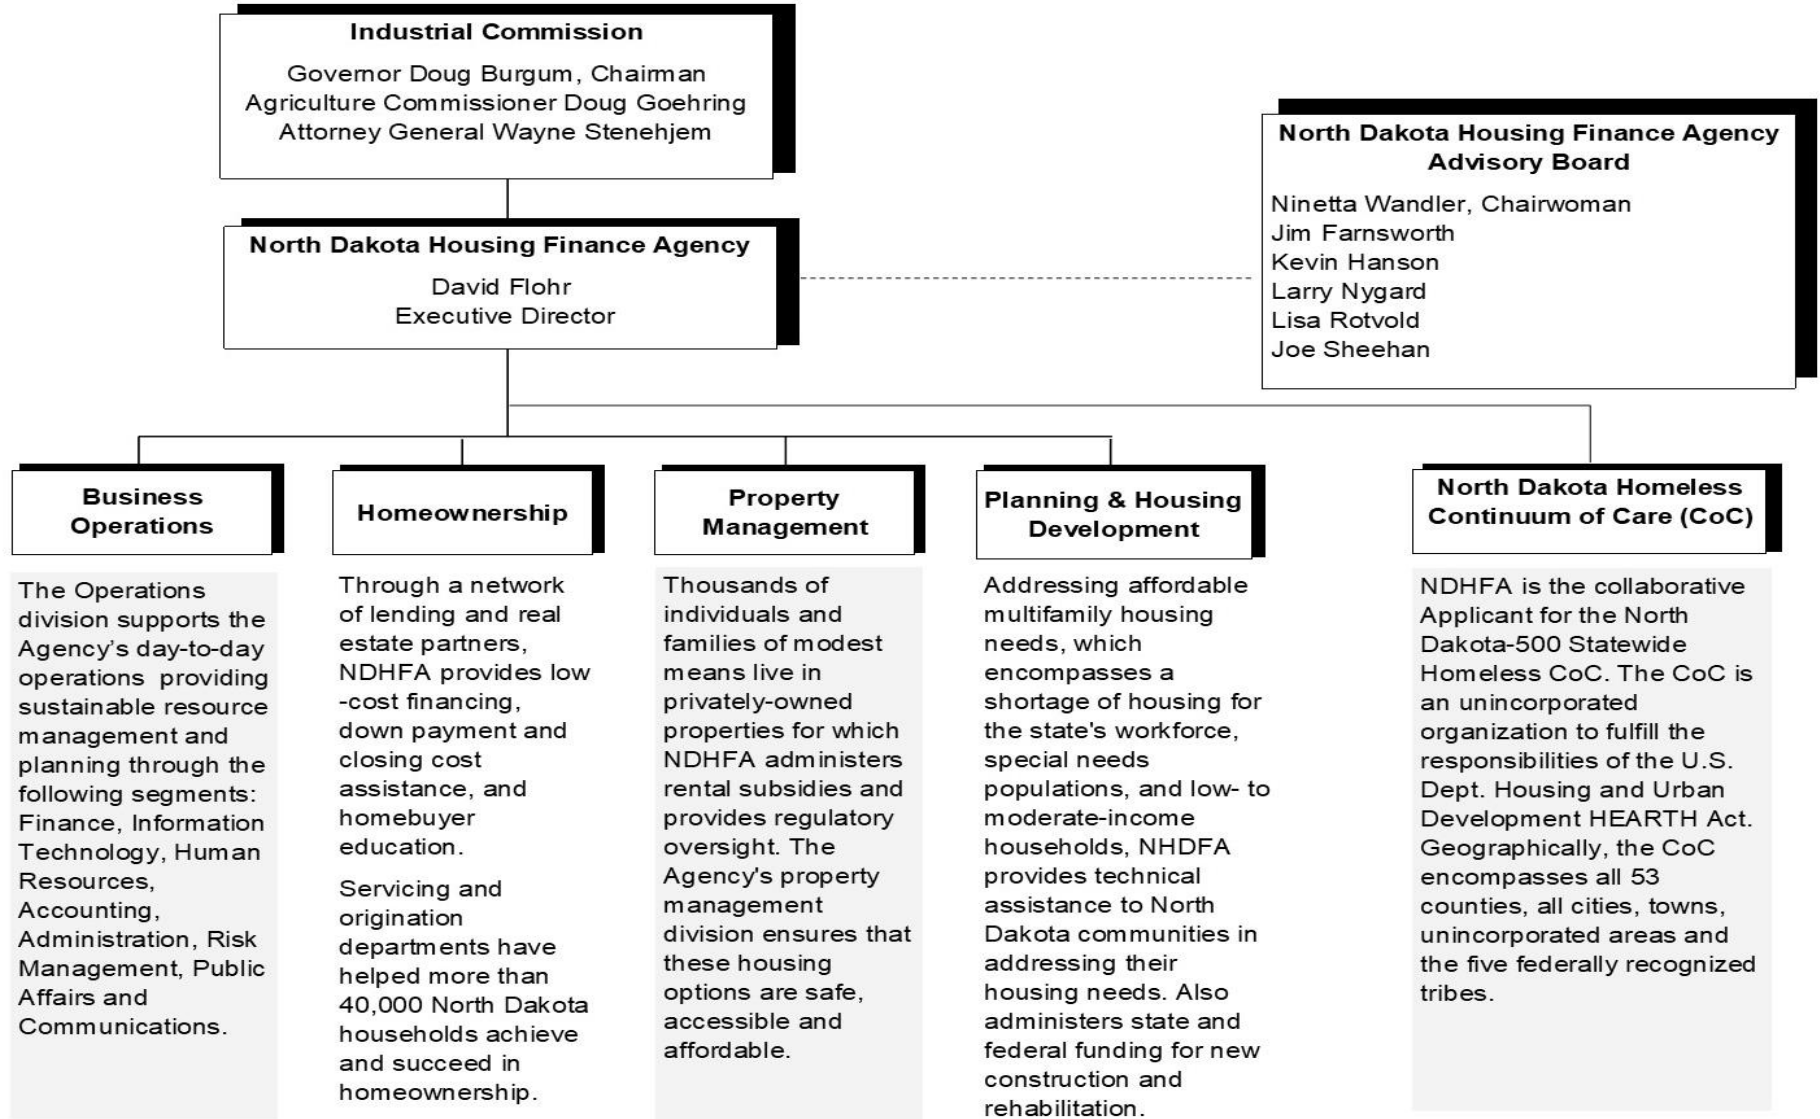 Industrial Commission
Governor Doug Burgum, Chairman
Agriculture Commissioner Doug Goehring
Attorney General Wayne Stenehjem
North Dakota Housing Finance Agency
Advisory Board
Ninetta Wandler, Chairwoman
Jim Farnsworth
Kevin Hanson
Larry Nygard
Lisa Rotvold
Joe Sheehan
North Dakota Housing Finance Agency
David Flohr
Executive Director
Business
Operations
The Operations
division supports the
Agency’s day-to-day
operations providing
sustainable resource
management and
planning through the
following segments:
Finance, Information
Technology, Human
Resources,
Accounting,
Administration, Risk
Management, Public
Affairs and
Communications.
Homeownership
Through a network
of lending and real
estate partners,
NDHFA provides low
-cost financing,
down payment and
closing cost
assistance, and
homebuyer
education.
Servicing and
origination
departments have
helped more than
40,000 North Dakota
households achieve
and succeed in
homeownership.
Property
Management
Thousands of
individuals and
families of modest
means live in
privately-owned
properties for which
NDHFA administers
rental subsidies and
provides regulatory
oversight. The
Agency's property
management
division ensures that
these housing
options are safe,
accessible and
affordable.
Planning & Housing
Development
Addressing affordable
multifamily housing
needs, which
encompasses a
shortage of housing for
the state's workforce,
special needs
populations, and low- to
moderate-income
households, NHDFA
provides technical
assistance to North
Dakota communities in
addressing their
housing needs. Also
administers state and
federal funding for new
construction and
rehabilitation.
North Dakota Homeless
Continuum of Care (CoC)
NDHFA is the collaborative
Applicant for the North
Dakota-500 Statewide
Homeless CoC. The CoC is
an unincorporated
organization to fulfill the
responsibilities of the U.S.
Dept. Housing and Urban
Development HEARTH Act.
Geographically, the CoC
encompasses all 53
counties, all cities, towns,
unincorporated areas and
the five federally recognized
tribes.